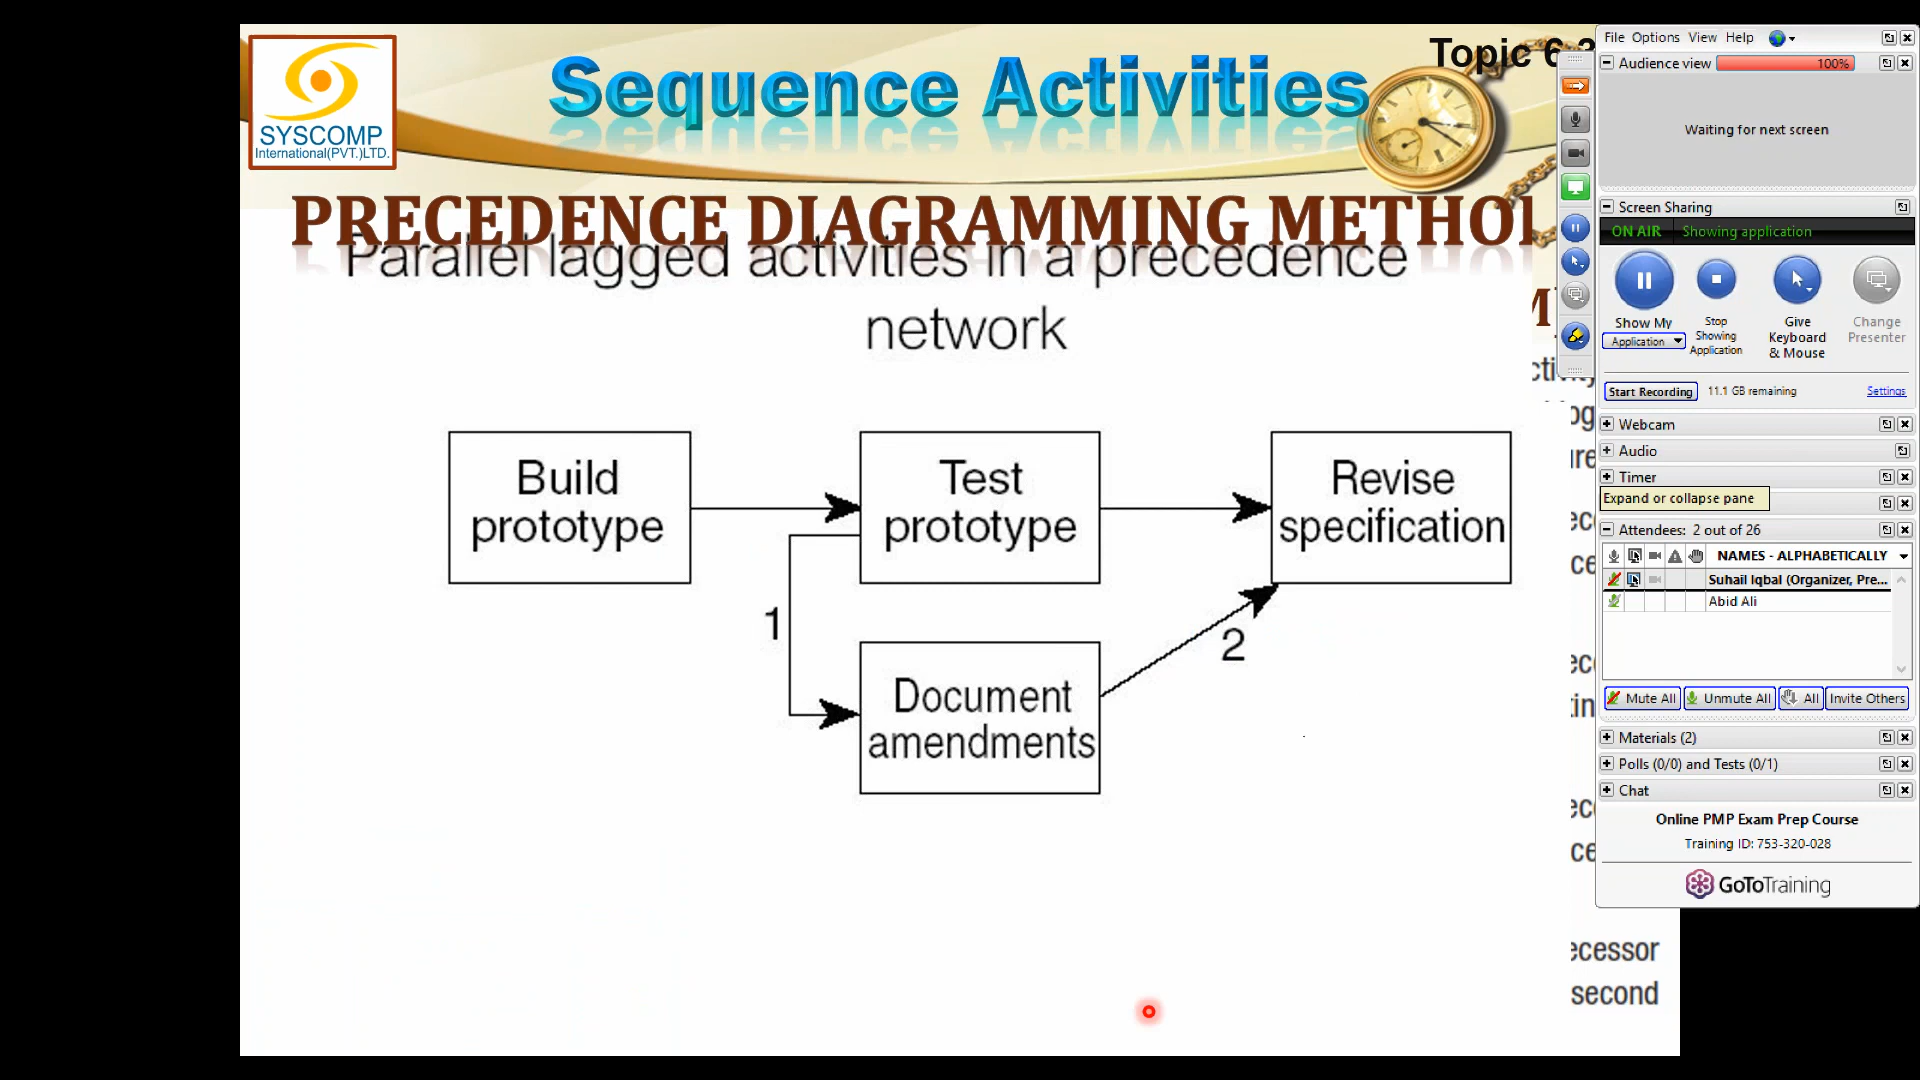 SYSCOMP
International(PVT.)LTD.
Sequence Activities
Topic 6.3
PRECEDENCE DIAGRAMMING METHOD
Parallel lagged activities in a precedence
network
Build
prototype
Test
prototype
Revise
specification
1
2
Document
amendments
ecessor
second
File Options View Help
Audience view 100%
Waiting for next screen
Screen Sharing
ON AIR Showing application
Show My
Application
Stop
Showing
Application
Give
Keyboard
& Mouse
Change
Presenter
Start Recording 11.1 GB remaining Settings
Webcam
Audio
Timer
Expand or collapse pane
Attendees: 2 out of 26
NAMES - ALPHABETICALLY
Suhail Iqbal (Organizer, Pre...
Abid Ali
Mute All Unmute All All Invite Others
Materials (2)
Polls (0/0) and Tests (0/1)
Chat
Online PMP Exam Prep Course
Training ID: 753-320-028
GoToTraining